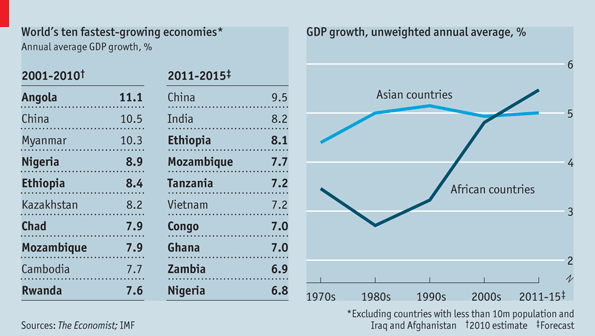 World's ten fastest-growing economies*
Annual average GDP growth, %
2001-2010†
Angola 11.1
China 10.5
Myanmar 10.3
Nigeria 8.9
Ethiopia 8.4
Kazakhstan 8.2
Chad 7.9
Mozambique 7.9
Cambodia 7.7
Rwanda 7.6
2011-2015‡
China 9.5
India 8.2
Ethiopia 8.1
Mozambique 7.7
Tanzania 7.2
Vietnam 7.2
Congo 7.0
Ghana 7.0
Zambia 6.9
Nigeria 6.8
GDP growth, unweighted annual average, %
6
Asian countries
5
4
African countries
3
2
1970s 1980s 1990s 2000s 2011-15‡
Sources: The Economist; IMF
*Excluding countries with less than 10m population and
Iraq and Afghanistan †2010 estimate ‡Forecast